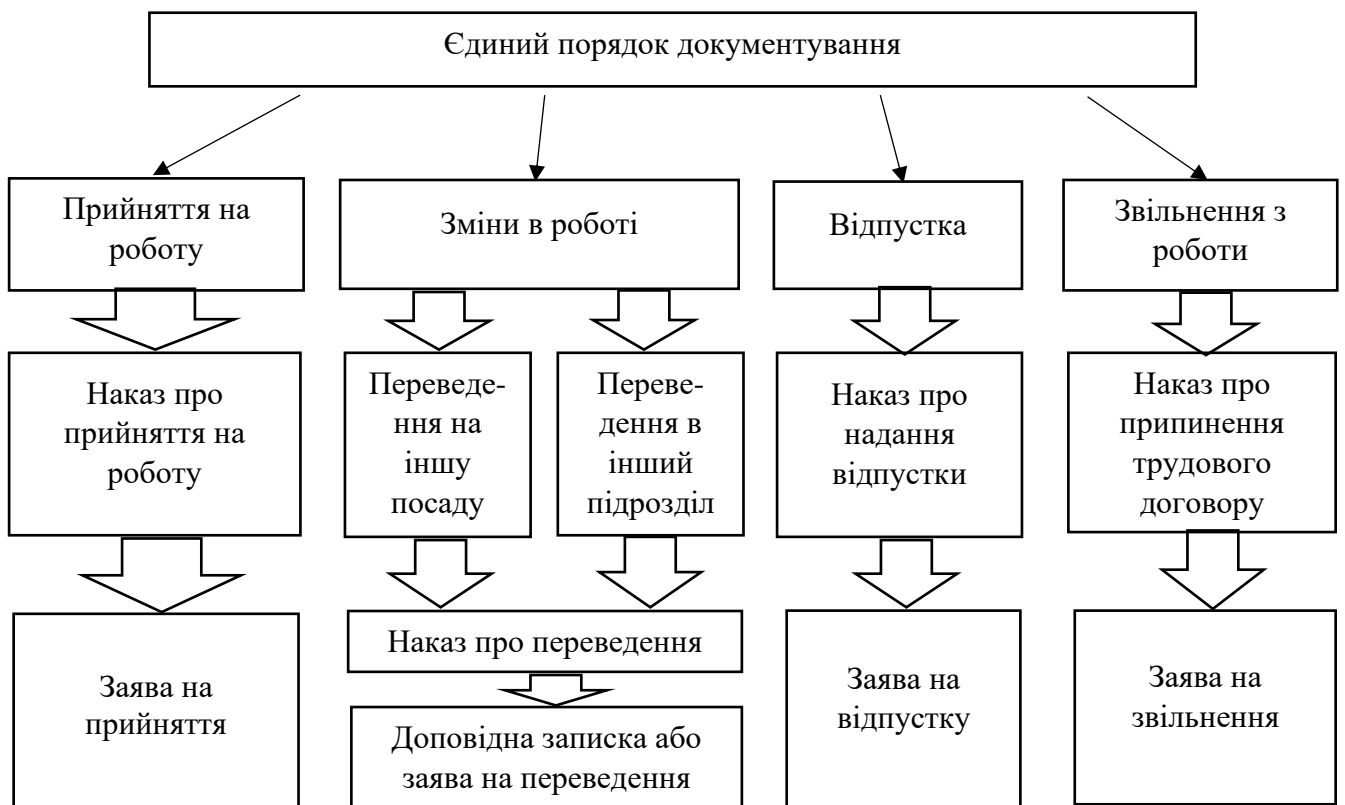 Єдиний порядок документування
Прийняття на
роботу
Зміни в роботі
Відпустка
Звільнення з
роботи
Наказ про
прийняття на
роботу
Переведе-
ння на
іншу
посаду
Переве-
дення в
інший
підрозділ
Наказ про
надання
відпустки
Наказ про
припинення
трудового
договору
Заява на
прийняття
Наказ про переведення
Доповідна записка або
заява на переведення
Заява на
відпустку
Заява на
звільнення